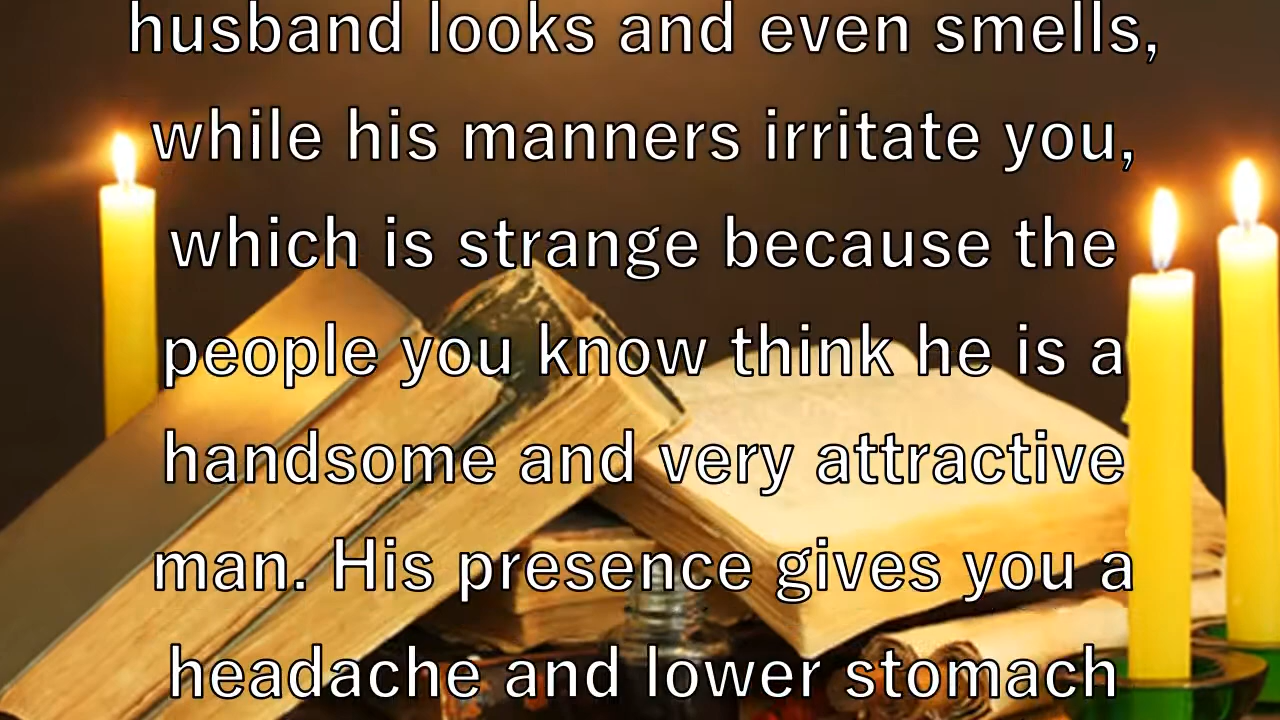 husband looks and even smells,
while his manners irritate you,
which is strange because the
people you know think he is a
handsome and very attractive
man. His presence gives you a
headache and lower stomach